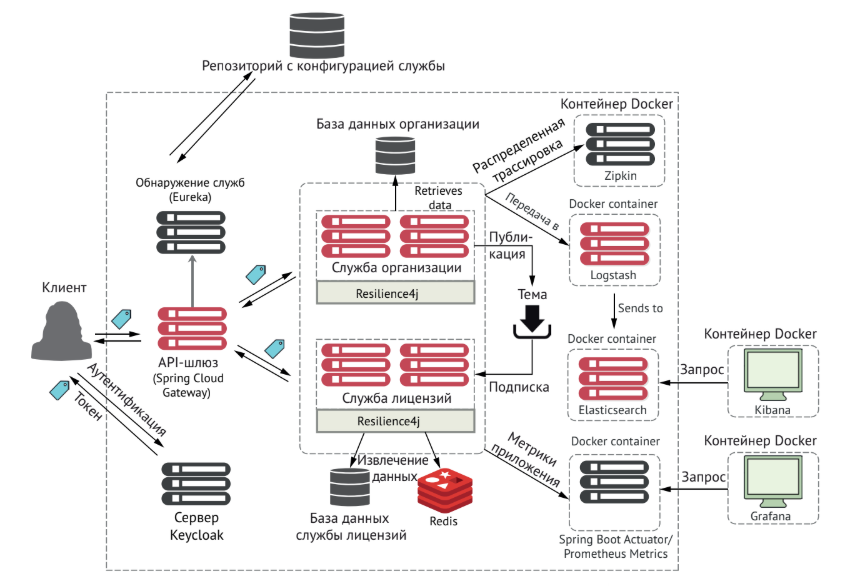 Репозиторий с конфигурацией службы
База данных организации
Контейнер Docker
Распределенная
трассировка
Zipkin
Обнаружение служб
(Eureka)
Retrieves
data
Передача в
Docker container
Logstash
Публи-
кация
Служба организации
Resilience4j
Тема
Sends to
Клиент
API-шлюз
(Spring Cloud
Gateway)
Docker container
Elasticsearch
Запрос
Контейнер Docker
Kibana
Служба лицензий
Resilience4j
Подписка
Аутентификация
Токен
Сервер
Keycloak
Извлечение
данных
База данных
службы лицензий
Redis
Метрики
приложения
Docker container
Spring Boot Actuator/
Prometheus Metrics
Запрос
Контейнер Docker
Grafana